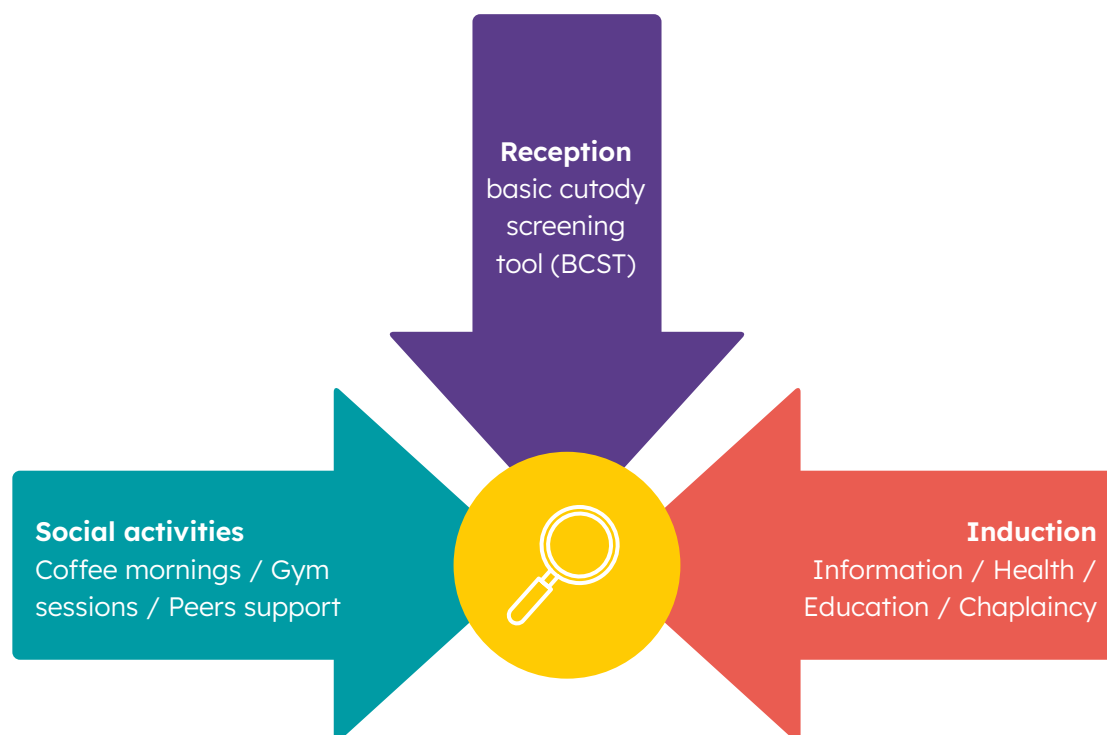 Reception
basic cutody
screening
tool (BCST)
Social activities
Coffee mornings / Gym
sessions / Peers support
Induction
Information / Health /
Education / Chaplaincy